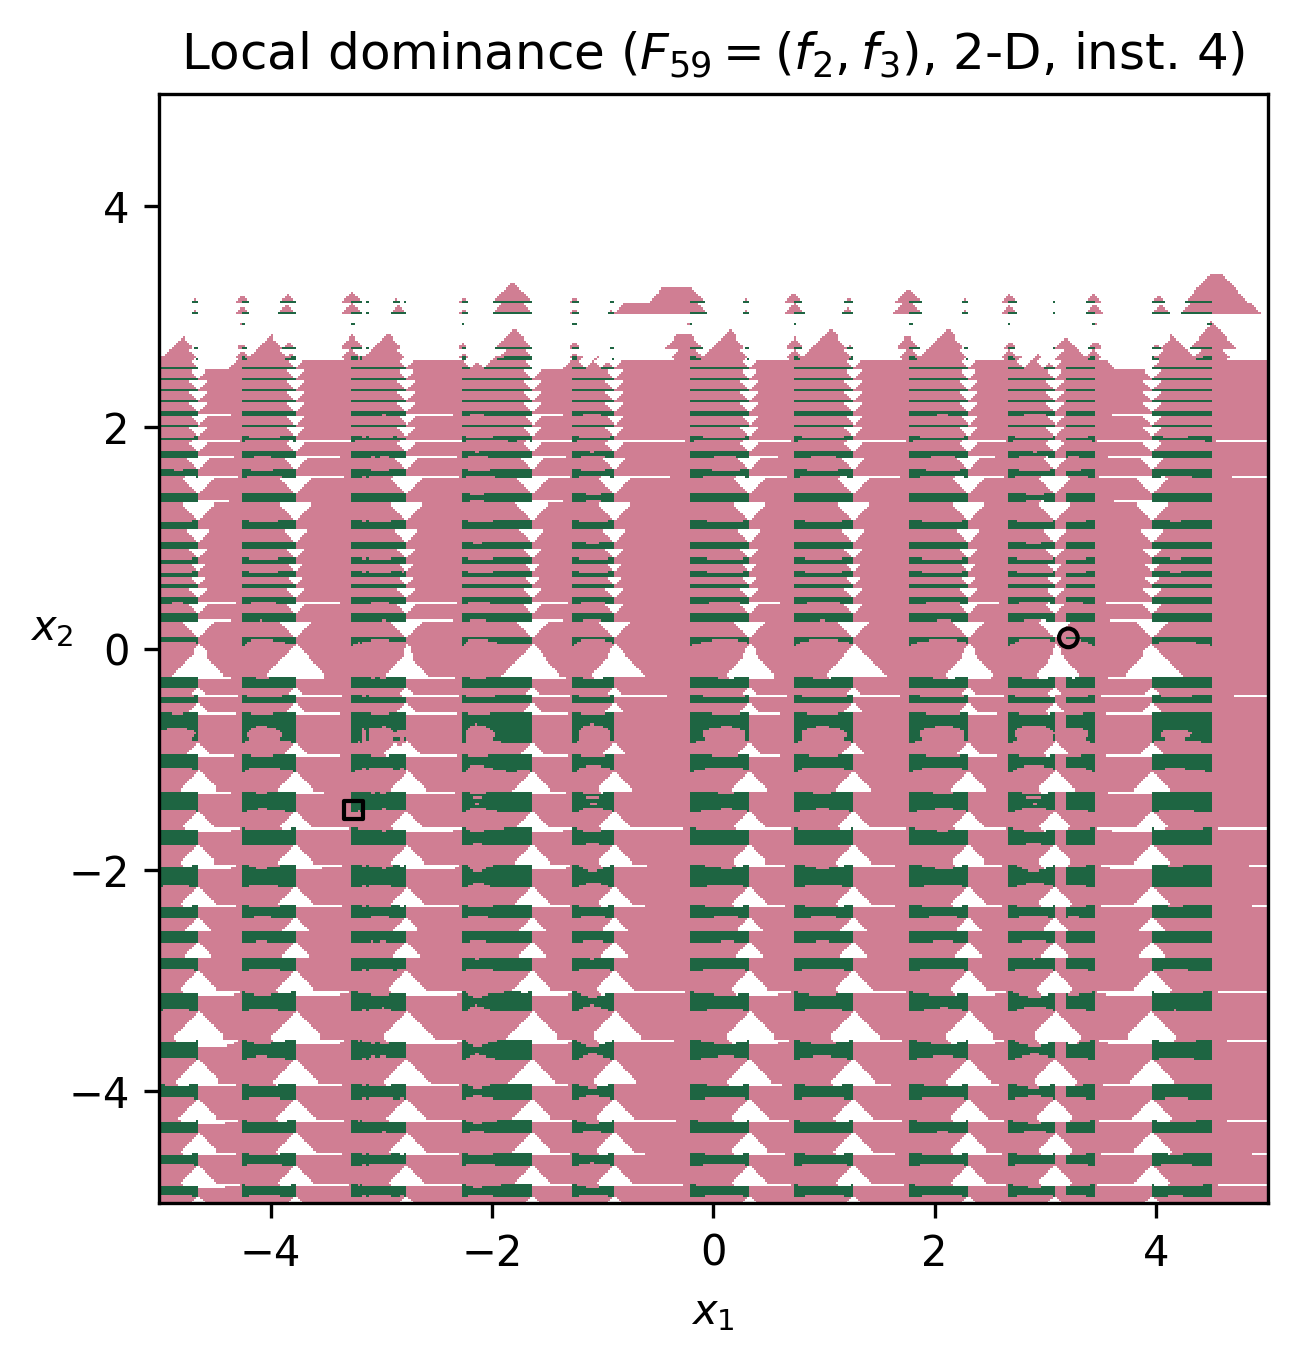 Local dominance (F₅₉ = (f₂, f₃), 2-D, inst. 4)
4
2
x₂
0
−2
−4
−4 −2 0 2 4
x₁